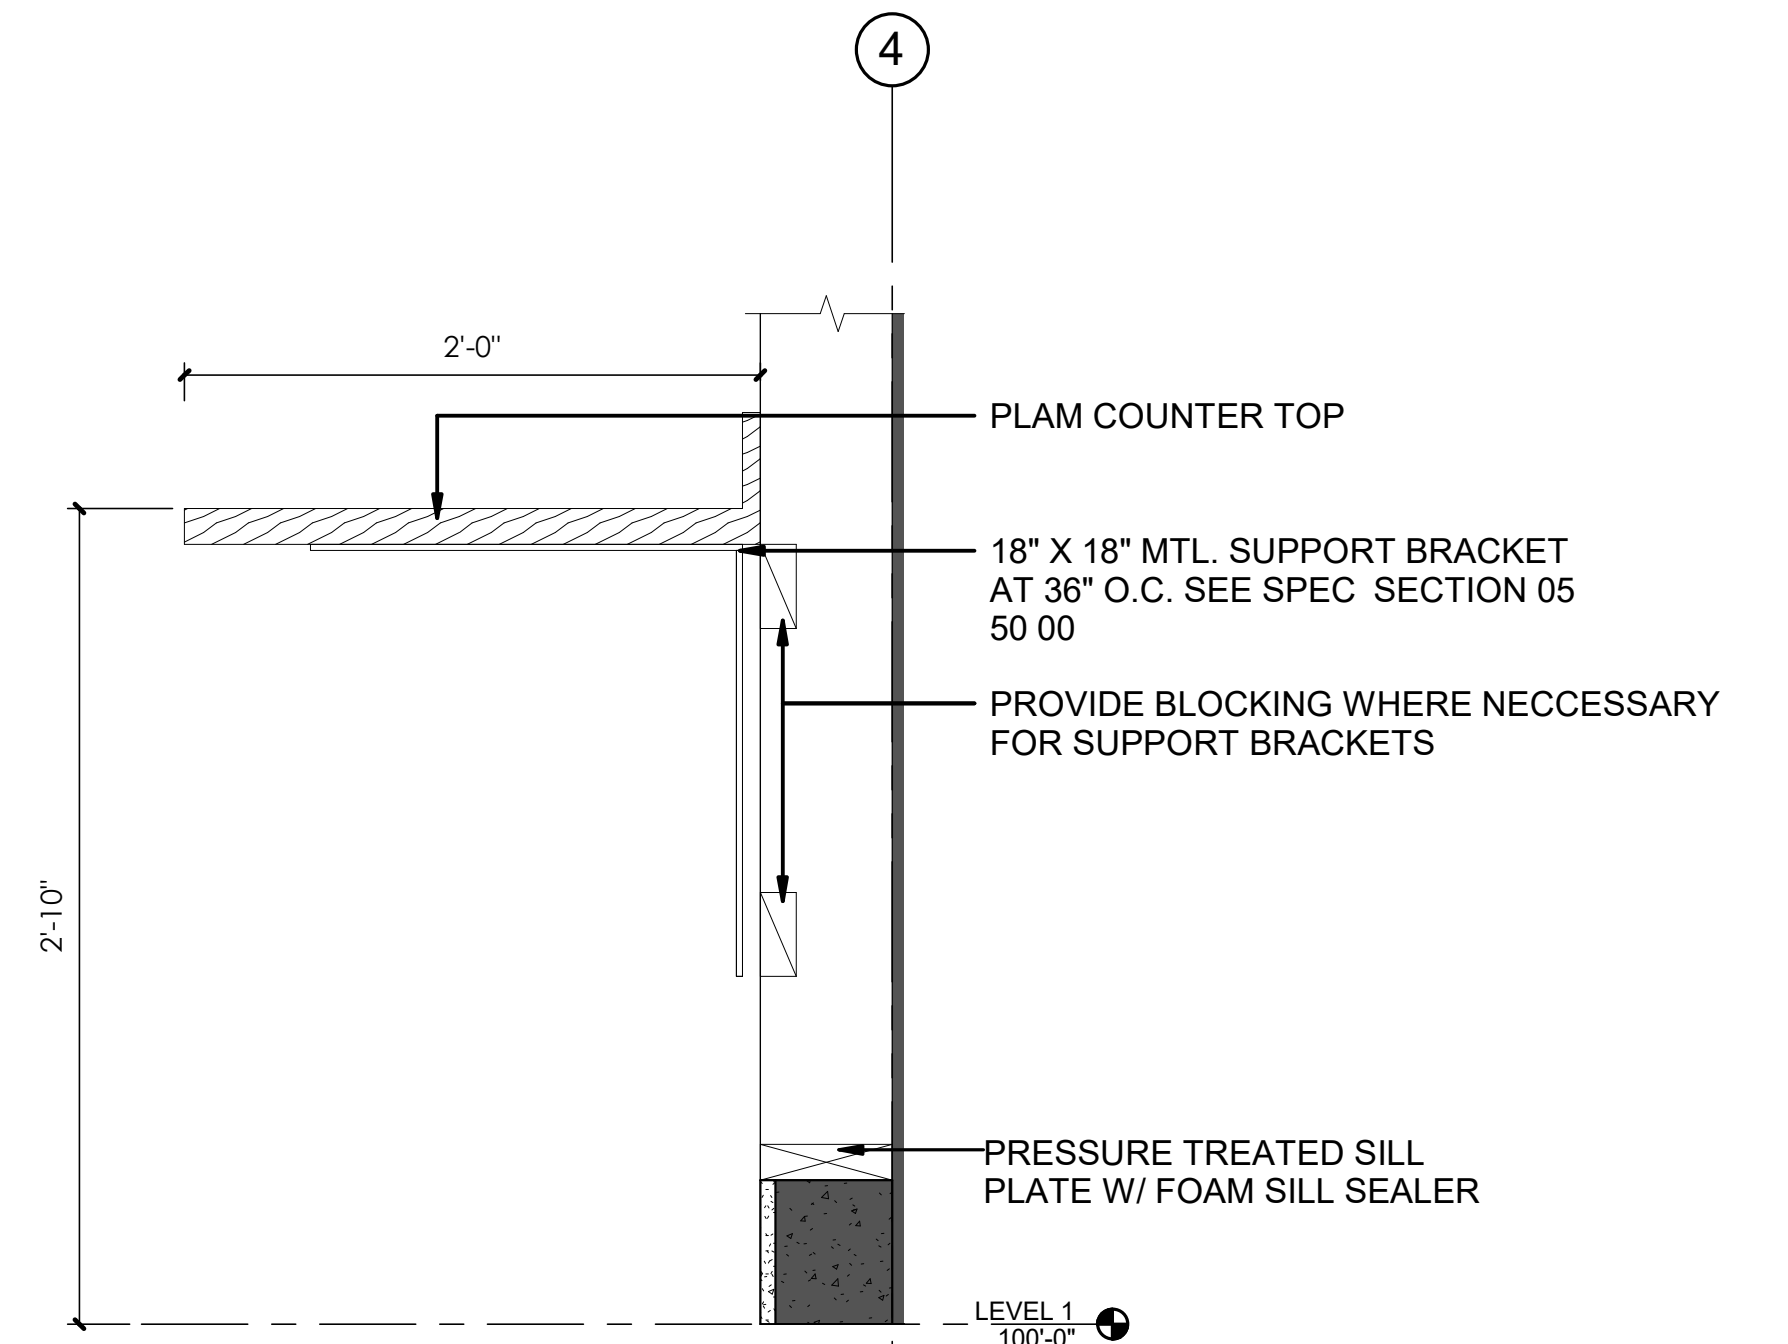 4
2'-0"
PLAM COUNTER TOP
18" X 18" MTL. SUPPORT BRACKET
AT 36" O.C. SEE SPEC  SECTION 05
50 00
PROVIDE BLOCKING WHERE NECCESSARY
FOR SUPPORT BRACKETS
2'-10"
PRESSURE TREATED SILL
PLATE W/ FOAM SILL SEALER
LEVEL 1
100'-0"